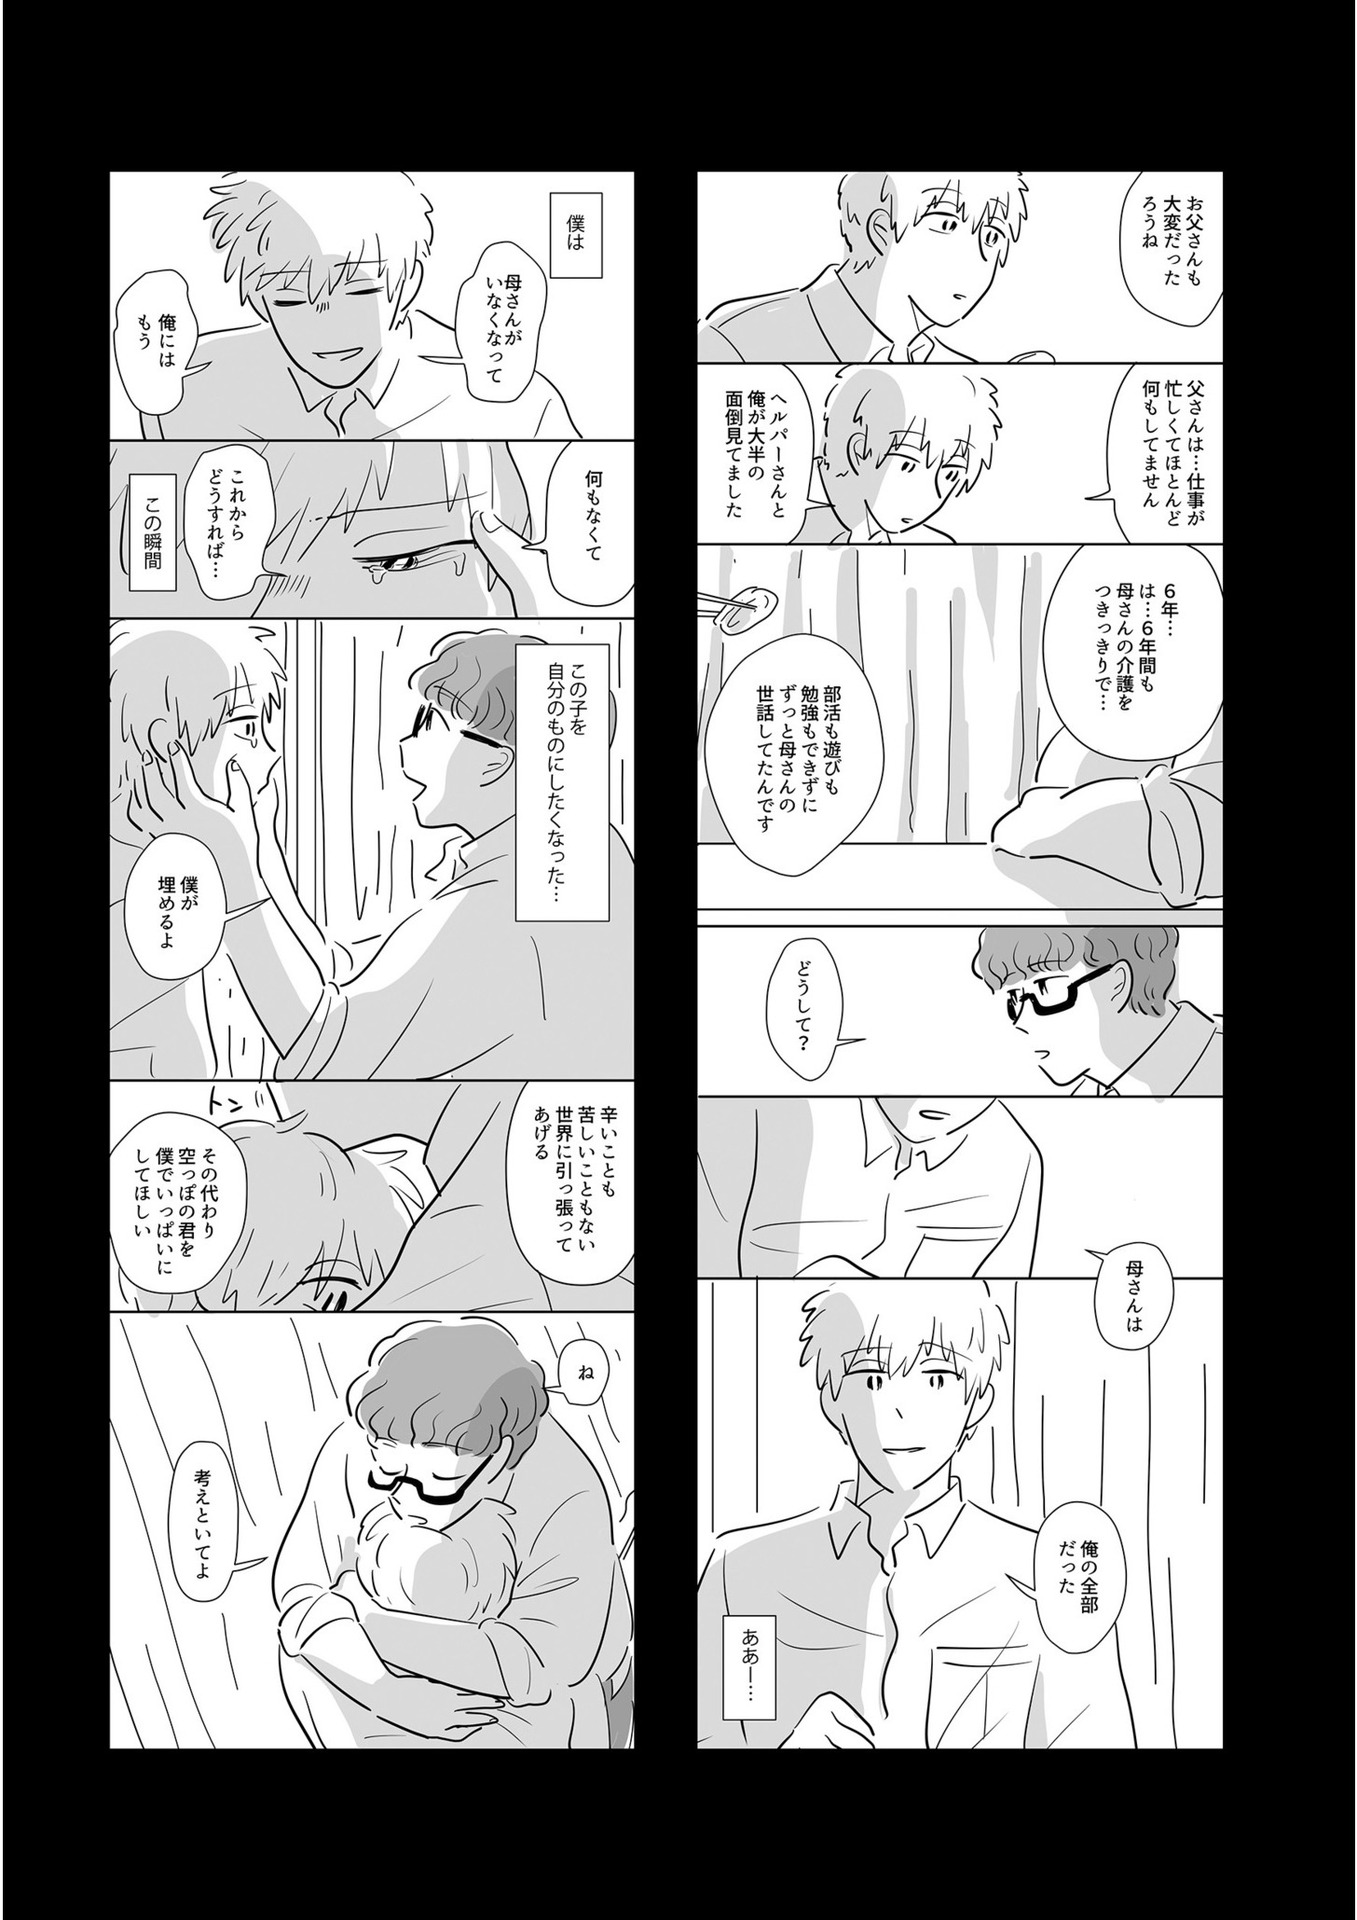 お父さんも
大変だった
ろうね
父さんは…仕事が
忙しくてほとんど
何もしてません
ヘルパーさんと
俺が大半の
面倒見てました
６年…
は…６年間も
母さんの介護を
つきっきりで…
部活も遊びも
勉強もできずに
ずっと母さんの
世話してたんです
どうして？
母さんは
俺の全部
だった
ああー…
僕は
母さんが
いなくなって
俺には
もう
何もなくて
これから
どうすれば…
この瞬間
この子を
自分のものにしたくなった…
僕が
埋めるよ
辛いことも
苦しいこともない
世界に引っ張って
あげる
トン
その代わり
空っぽの君を
僕でいっぱいに
してほしい
ね
考えといてよ